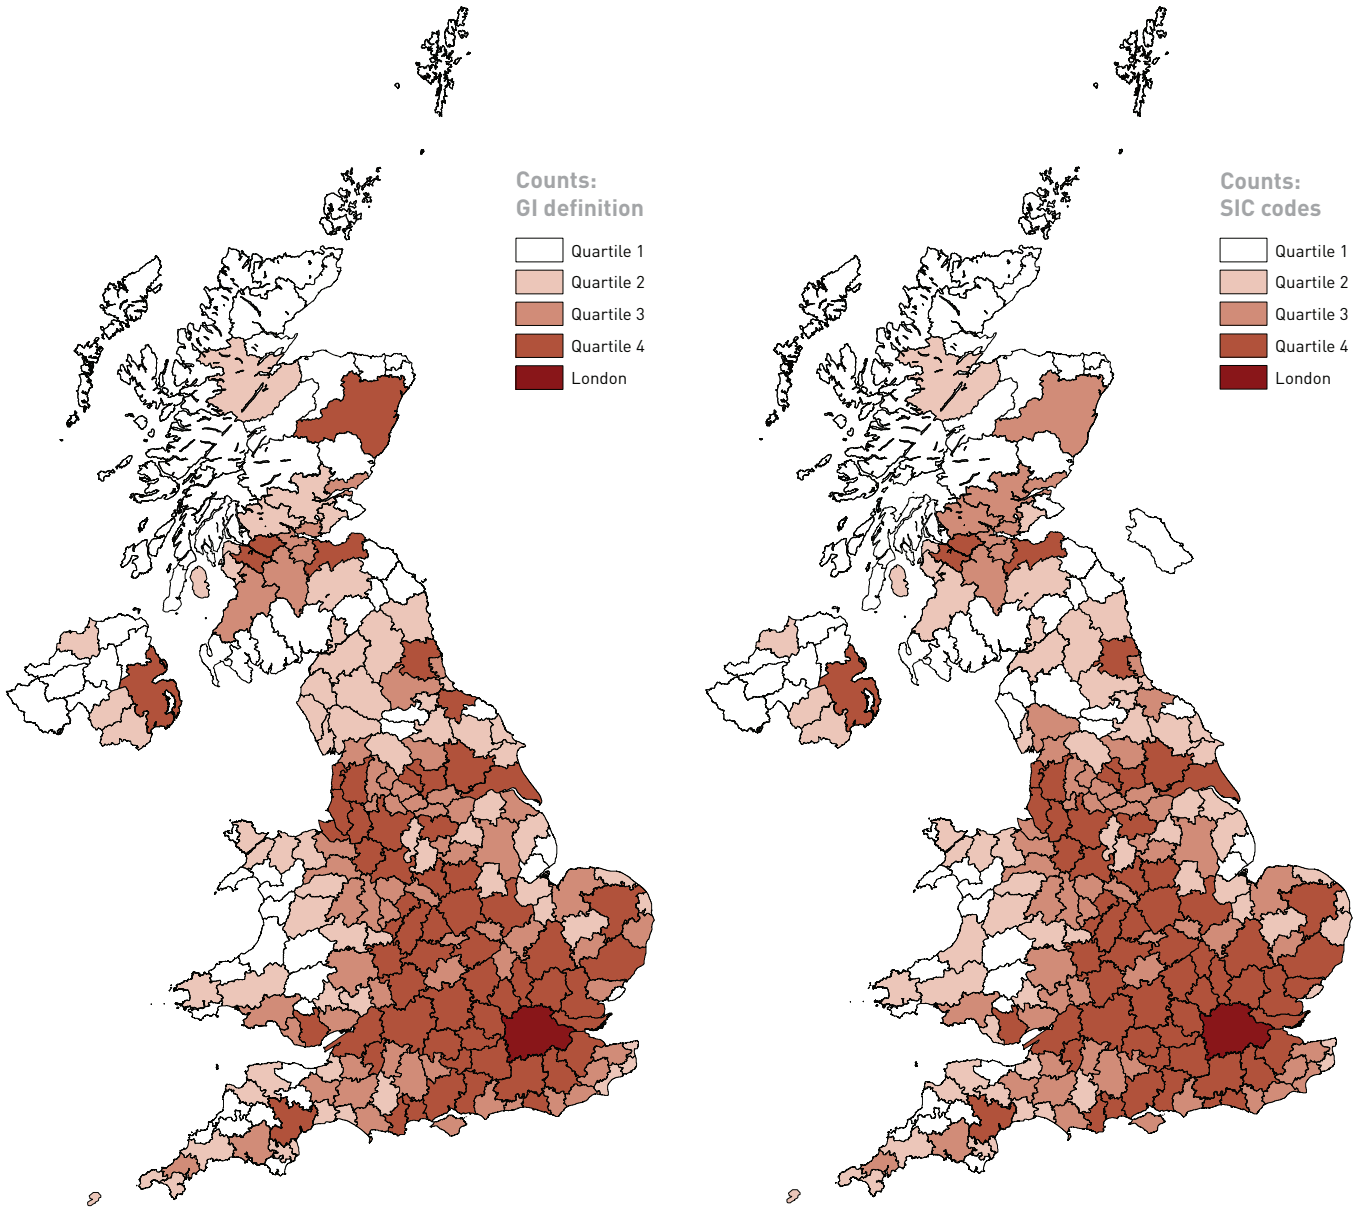 Counts:
GI definition
Quartile 1
Quartile 2
Quartile 3
Quartile 4
London
Counts:
SIC codes
Quartile 1
Quartile 2
Quartile 3
Quartile 4
London